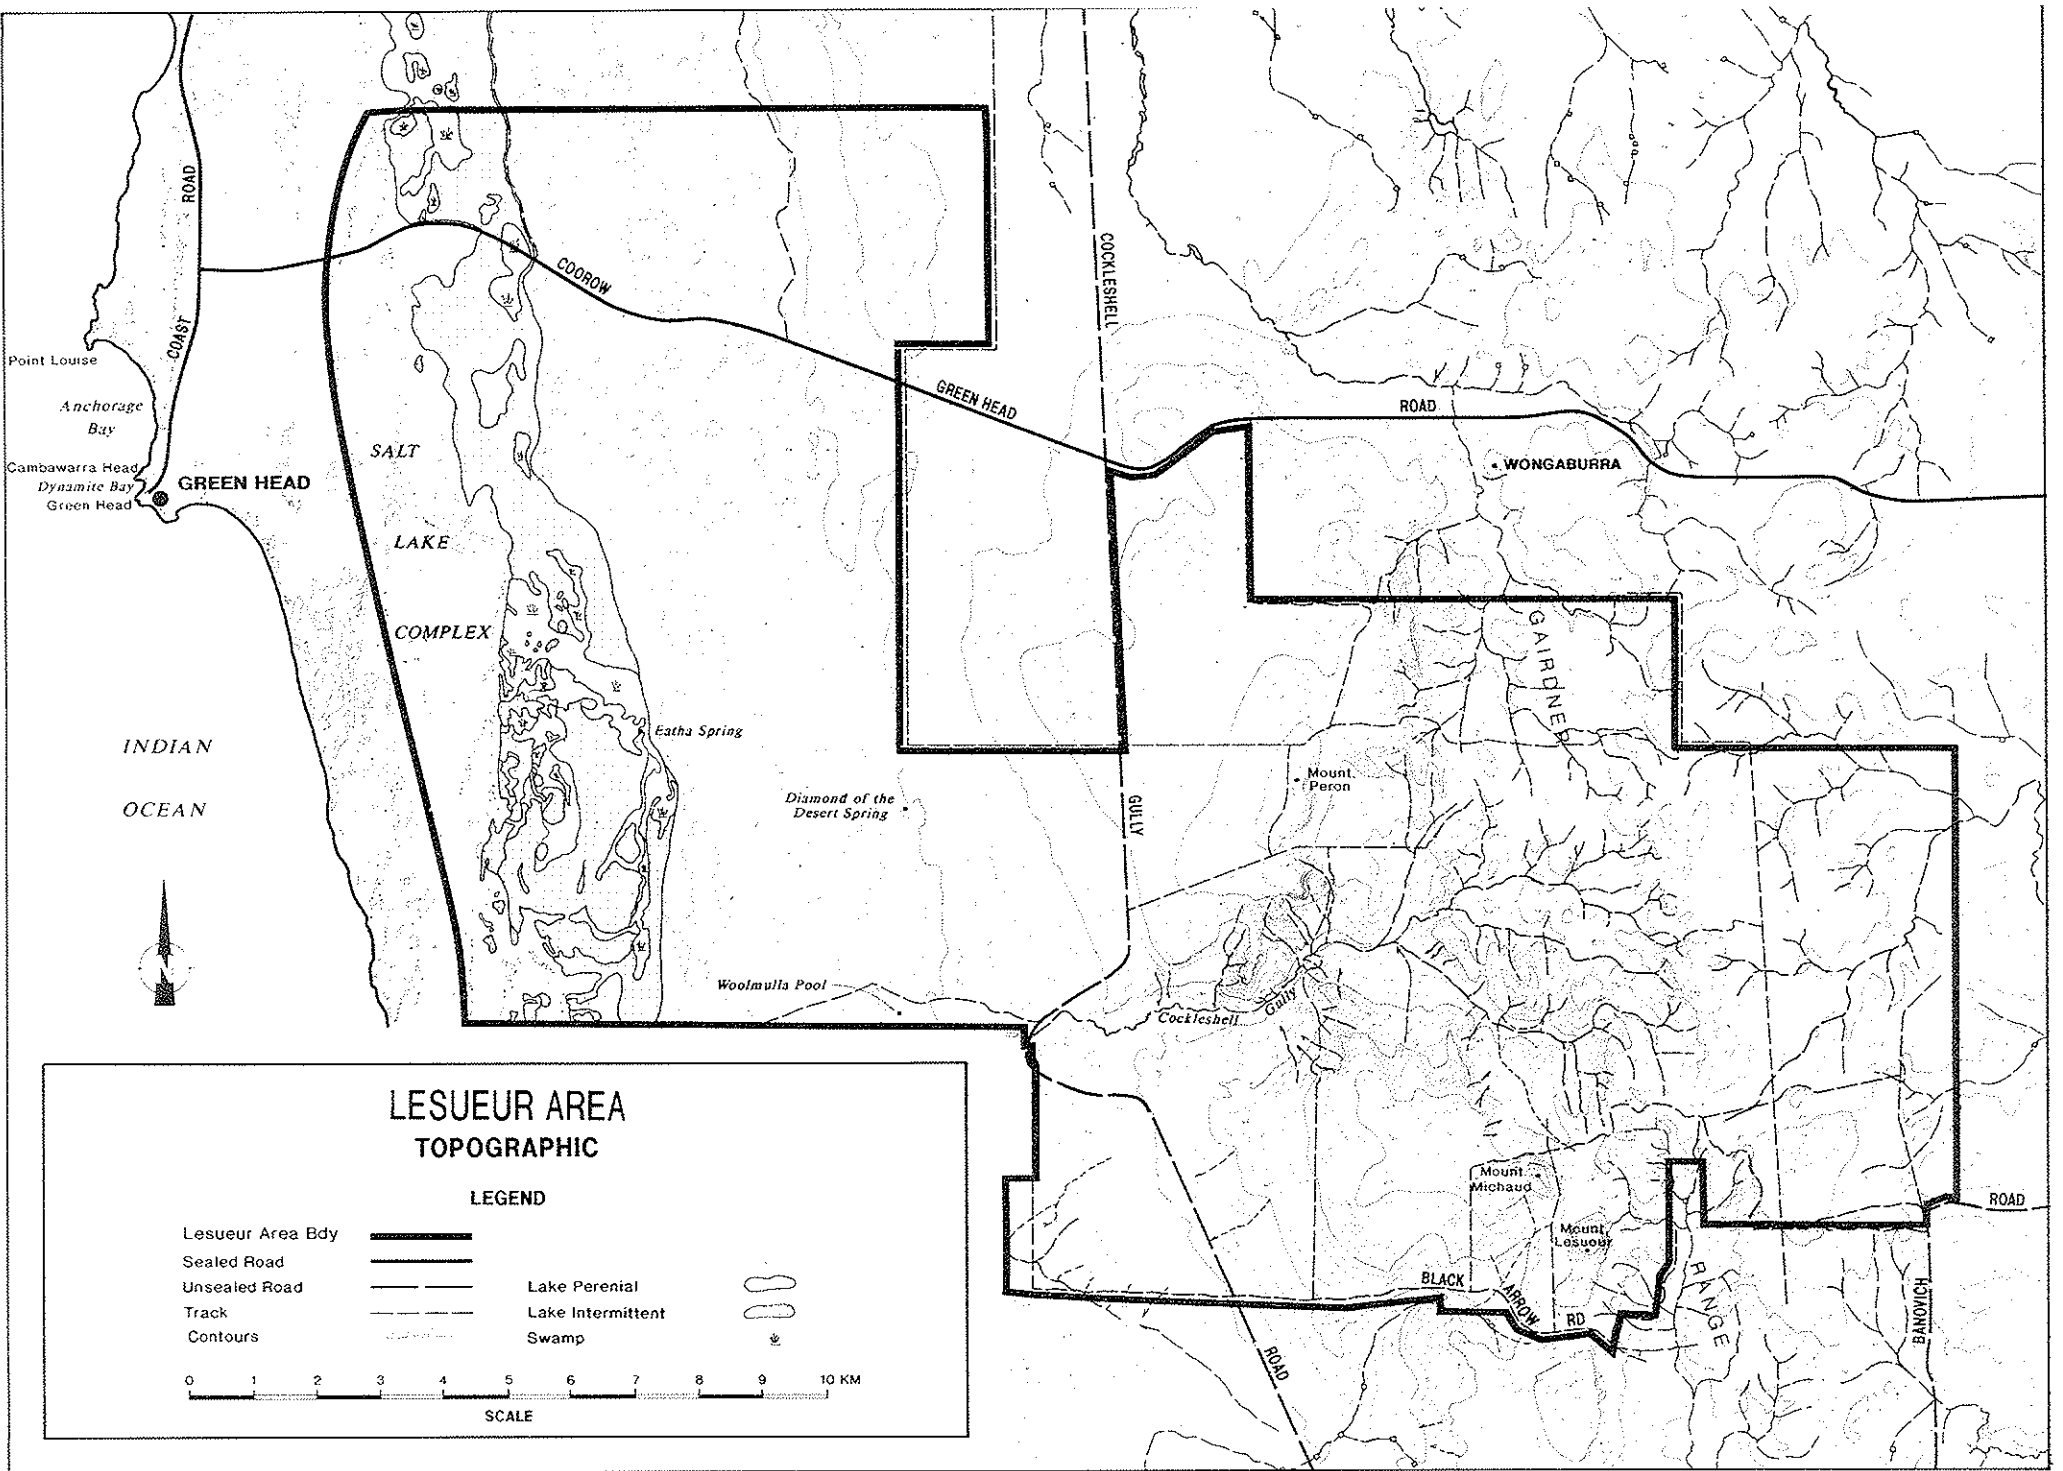 ROAD
COAST
COOROW
COCKLESHELL
Point Louise
Anchorage
Bay
GREEN HEAD
ROAD
SALT
Cambawarra Head
Dynamite Bay
Green Head
GREEN HEAD
WONGABURRA
LAKE
COMPLEX
GAIRDNER
INDIAN
OCEAN
Eatha Spring
Mount
Peron
Diamond of the
Desert Spring
GULLY
N
Woolmulla Pool
Cockleshell
Gully
LESUEUR AREA
TOPOGRAPHIC
LEGEND
Lesueur Area Bdy
Sealed Road
Unsealed Road
Lake Perenial
Track
Lake Intermittent
Contours
Swamp
0 1 2 3 4 5 6 7 8 9 10 KM
SCALE
Mount
Michaud
Mount
Lesueur
ROAD
BLACK
ARROW
RD
RANGE
BANOVICH
ROAD